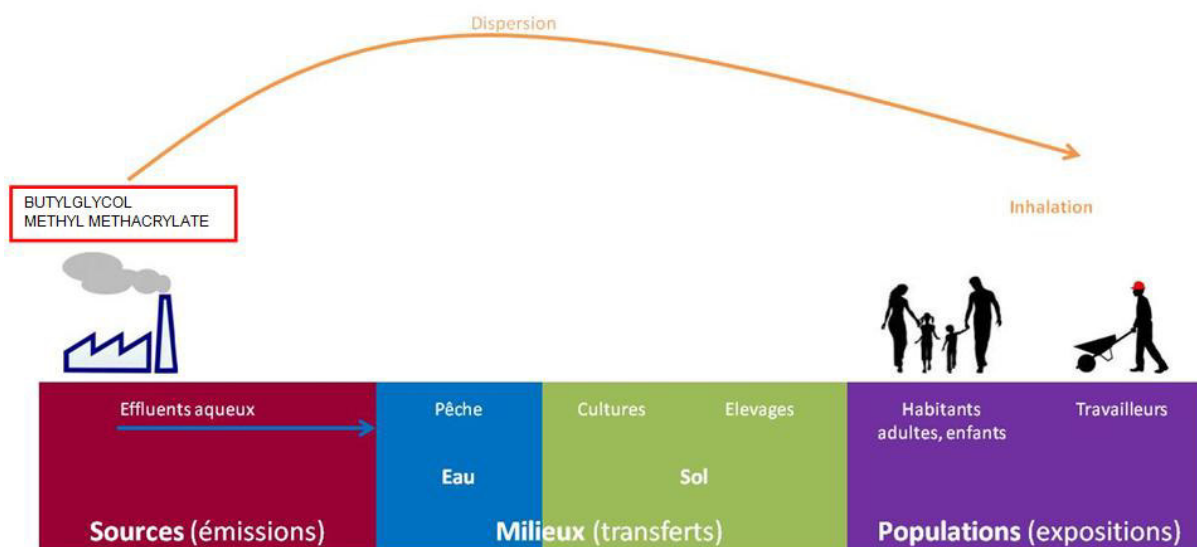 Dispersion
BUTYLGLYCOL
METHYL METHACRYLATE
Inhalation
Effluents aqueux
Pêche
Cultures
Elevages
Habitants
adultes, enfants
Travailleurs
Eau
Sol
Sources (émissions)
Milieux (transferts)
Populations (expositions)